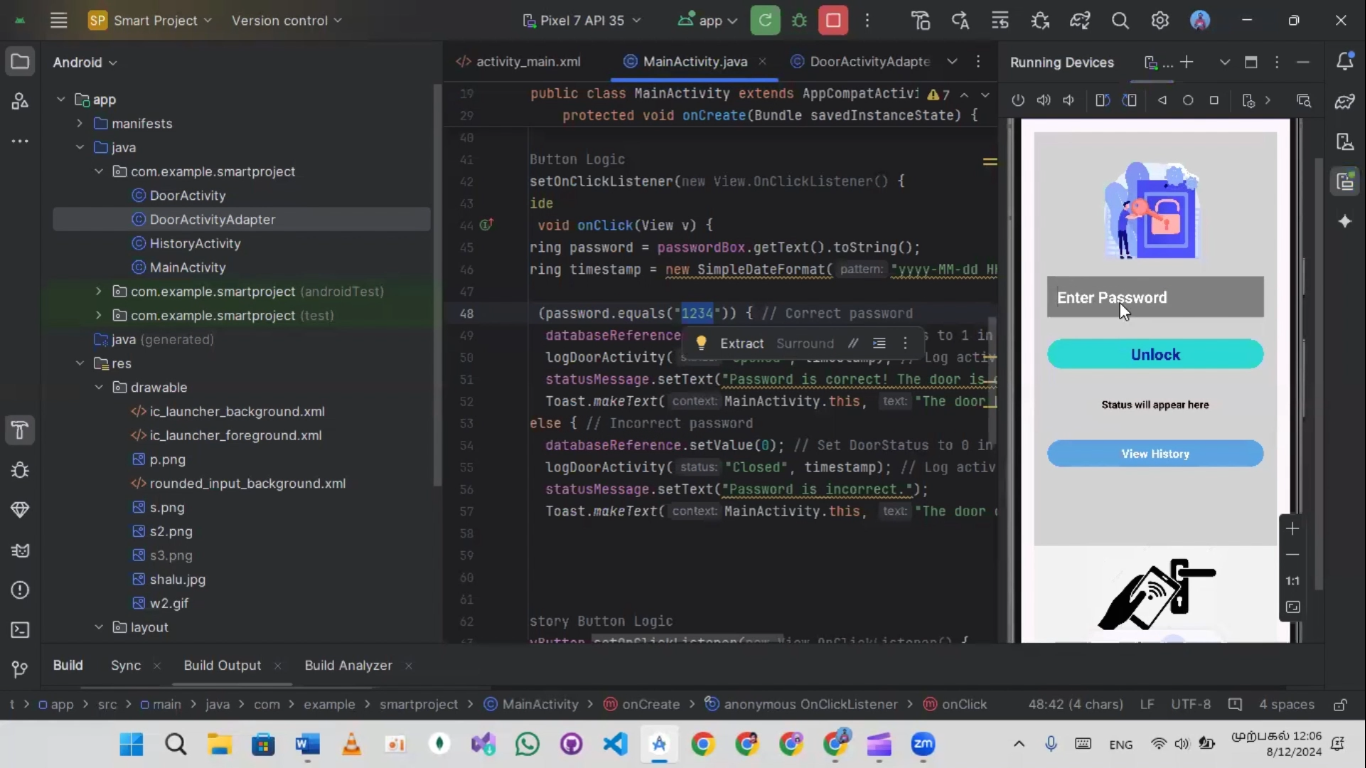 SP Smart Project Version control Pixel 7 API 35 app
Android
app
manifests
java
com.example.smartproject
DoorActivity
DoorActivityAdapter
HistoryActivity
MainActivity
com.example.smartproject (androidTest)
com.example.smartproject (test)
java (generated)
res
drawable
ic_launcher_background.xml
ic_launcher_foreground.xml
p.png
rounded_input_background.xml
s.png
s2.png
s3.png
shalu.jpg
w2.gif
layout
activity_main.xml MainActivity.java DoorActivityAdapte
19 public class MainActivity extends AppCompatActiv 7
29 protected void onCreate(Bundle savedInstanceState) {
40
41 Button Logic
42 setOnClickListener(new View.OnClickListener() {
43 ide
44 void onClick(View v) {
45 ring password = passwordBox.getText().toString();
46 ring timestamp = new SimpleDateFormat( pattern: "yyyy-MM-dd HH
47
48 (password.equals("1234")) { // Correct password
49 databaseReference s to 1 in
Extract Surround
50 logDoorActivity( timestamp); // Log activ
51 statusMessage.setText("Password is correct! The door is
52 Toast.makeText( context: MainActivity.this, text: "The door
53 else { // Incorrect password
54 databaseReference.setValue(0); // Set DoorStatus to 0 in
55 logDoorActivity( status: "Closed", timestamp); // Log activ
56 statusMessage.setText("Password is incorrect.");
57 Toast.makeText( context: MainActivity.this, text: "The door
58
59
60
61
62 story Button Logic
yButton.setOnClickListener(new View.OnClickListener() {
Running Devices
Enter Password
Unlock
Status will appear here
View History
1:1
Build Sync Build Output Build Analyzer
t app src main java com example smartproject MainActivity onCreate anonymous OnClickListener onClick 48:42 (4 chars) LF UTF-8 4 spaces
ENG
முற்பகல் 12:06
8/12/2024